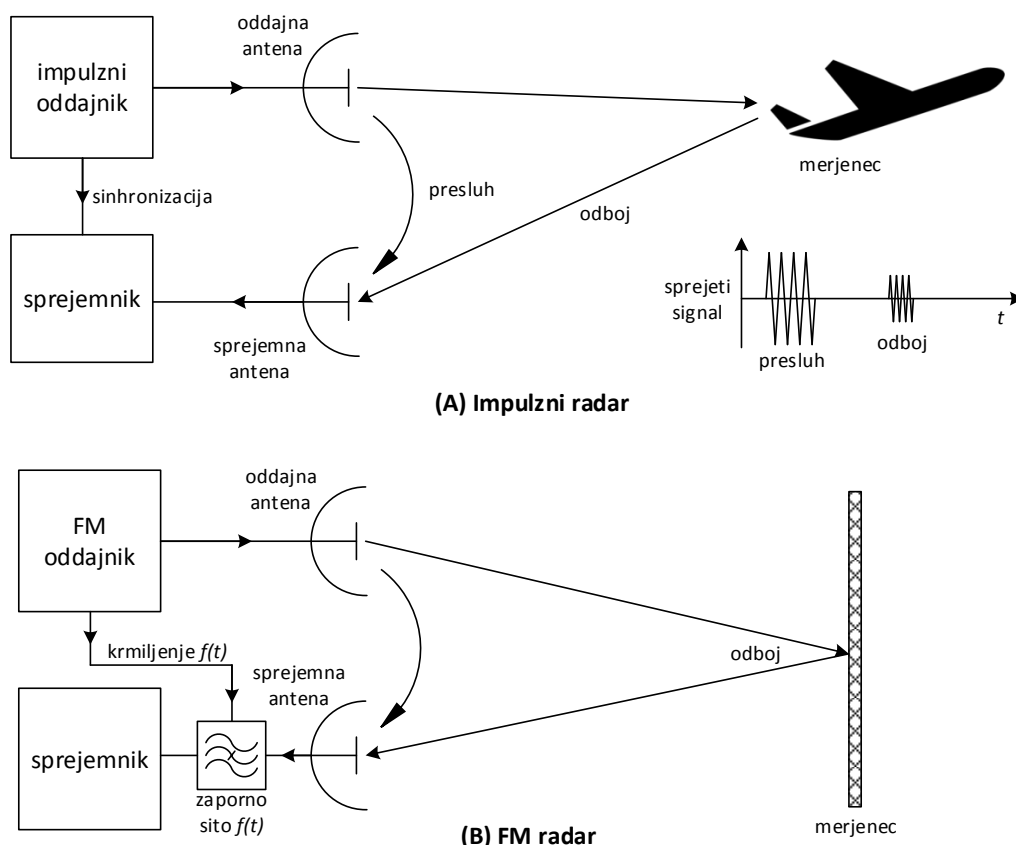 oddajna
antena
impulzni
oddajnik
merjenec
sinhronizacija
presluh
odboj
sprejemnik
sprejemna
antena
sprejeti
signal
t
presluh
odboj
(A) Impulzni radar
oddajna
antena
FM
oddajnik
krmiljenje f(t)
sprejemna
antena
odboj
sprejemnik
zaporno
sito f(t)
merjenec
(B) FM radar